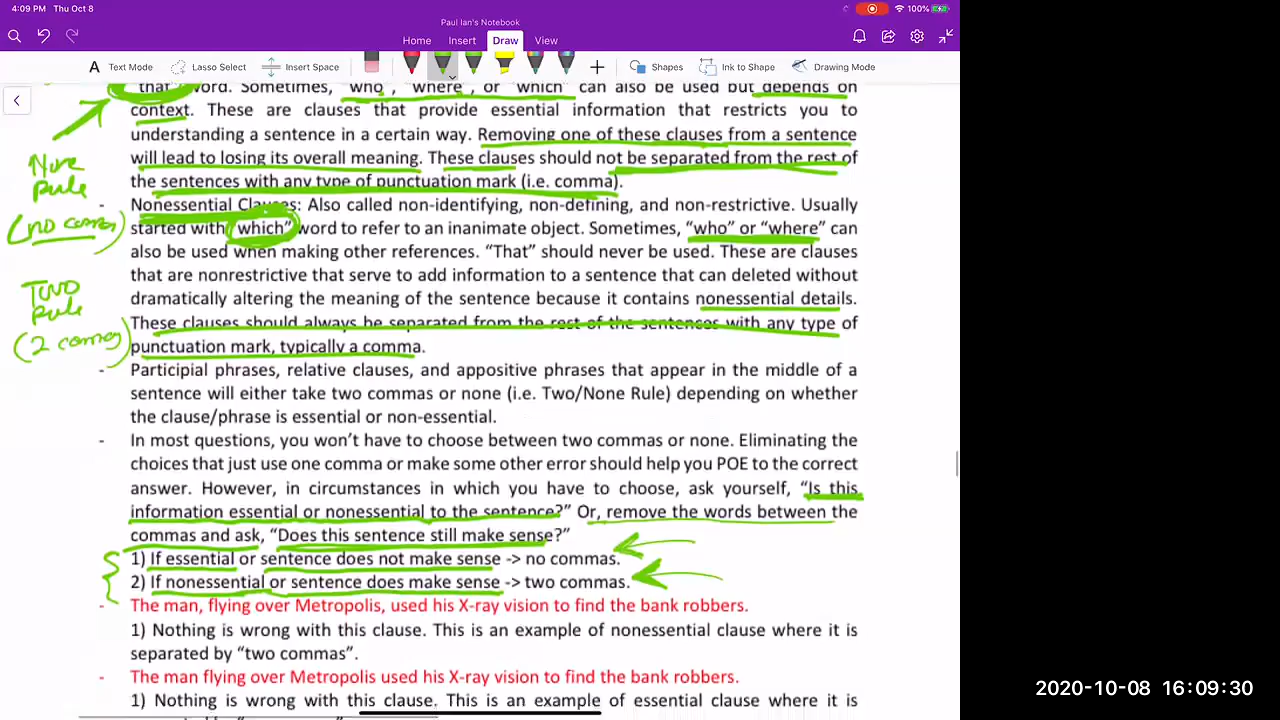 4:09 PM Thu Oct 8
100%
Paul Ian's Notebook
Home Insert Draw View
Text Mode Lasso Select Insert Space Shapes Ink to Shape Drawing Mode
"that" word. Sometimes, "who", "where", or "which" can also be used but depends on
context. These are clauses that provide essential information that restricts you to
understanding a sentence in a certain way. Removing one of these clauses from a sentence
will lead to losing its overall meaning. These clauses should not be separated from the rest of
the sentences with any type of punctuation mark (i.e. comma).
None
Rule
(no comma)
- Nonessential Clauses: Also called non-identifying, non-defining, and non-restrictive. Usually
started with "which" word to refer to an inanimate object. Sometimes, "who" or "where" can
also be used when making other references. "That" should never be used. These are clauses
that are nonrestrictive that serve to add information to a sentence that can deleted without
dramatically altering the meaning of the sentence because it contains nonessential details.
These clauses should always be separated from the rest of the sentences with any type of
punctuation mark, typically a comma.
Two
Rule
(2 commas)
- Participial phrases, relative clauses, and appositive phrases that appear in the middle of a
sentence will either take two commas or none (i.e. Two/None Rule) depending on whether
the clause/phrase is essential or non-essential.
- In most questions, you won't have to choose between two commas or none. Eliminating the
choices that just use one comma or make some other error should help you POE to the correct
answer. However, in circumstances in which you have to choose, ask yourself, "Is this
information essential or nonessential to the sentence?" Or, remove the words between the
commas and ask, "Does this sentence still make sense?"
1) If essential or sentence does not make sense -> no commas.
2) If nonessential or sentence does make sense -> two commas.
- The man, flying over Metropolis, used his X-ray vision to find the bank robbers.
1) Nothing is wrong with this clause. This is an example of nonessential clause where it is
separated by "two commas".
- The man flying over Metropolis used his X-ray vision to find the bank robbers.
1) Nothing is wrong with this clause. This is an example of essential clause where it is
2020-10-08 16:09:30